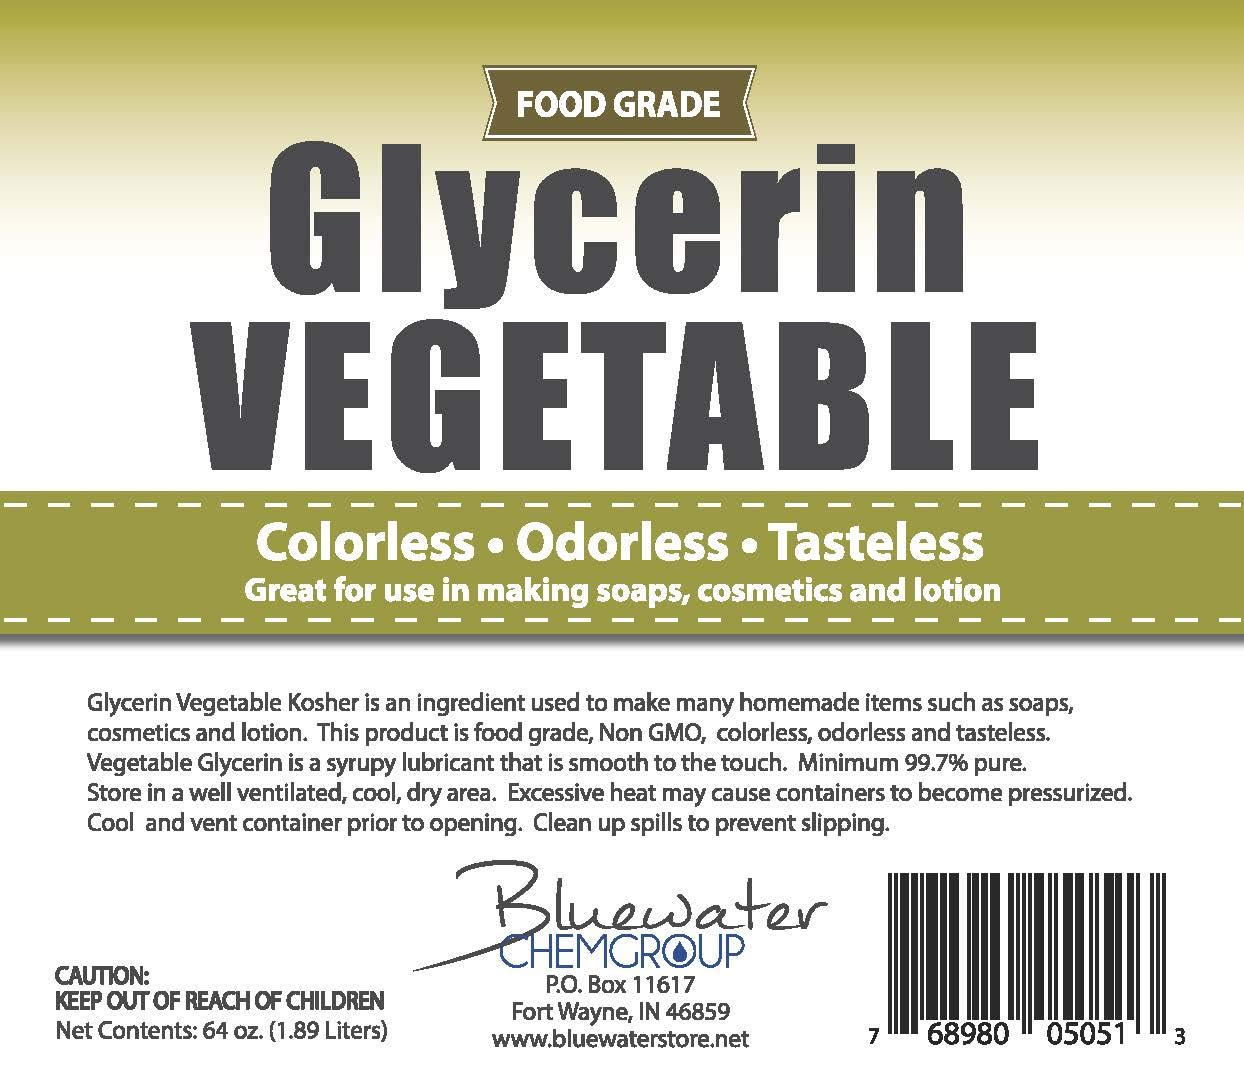 FOOD GRADE
Glycerin
VEGETABLE
Colorless • Odorless • Tasteless
Great for use in making soaps, cosmetics and lotion
Glycerin Vegetable Kosher is an ingredient used to make many homemade items such as soaps,
cosmetics and lotion.  This product is food grade, Non GMO,  colorless, odorless and tasteless.
Vegetable Glycerin is a syrupy lubricant that is smooth to the touch.  Minimum 99.7% pure.
Store in a well ventilated, cool, dry area.  Excessive heat may cause containers to become pressurized.
Cool  and vent container prior to opening.  Clean up spills to prevent slipping.
CAUTION:
KEEP OUT OF REACH OF CHILDREN
Net Contents: 64 oz. (1.89 Liters)
Bluewater
CHEMGROUP
P.O. Box 11617
Fort Wayne, IN 46859
www.bluewaterstore.net
7 68980 05051 3